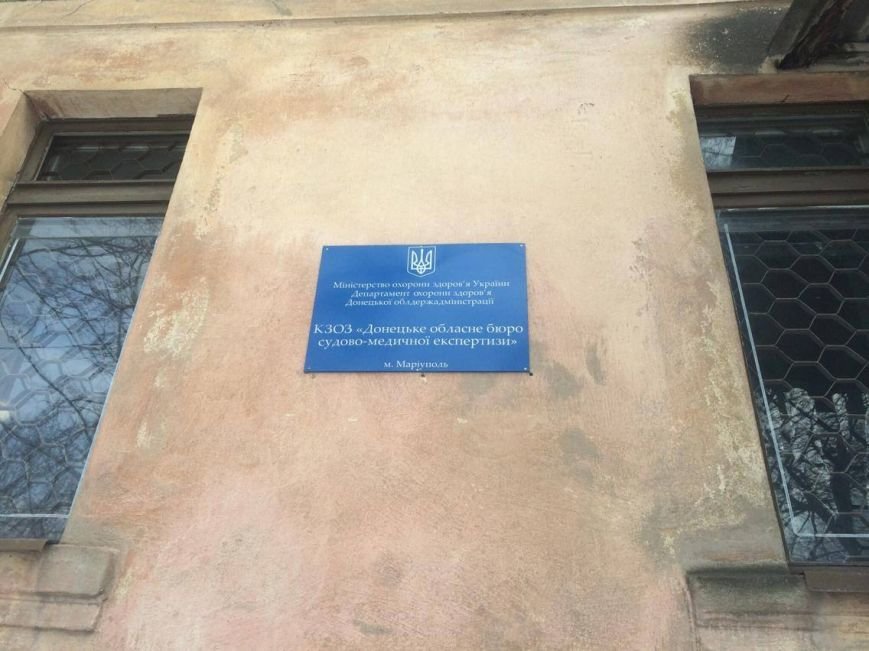 Міністерство охорони здоров'я України
Департамент охорони здоров'я
Донецької облдержадміністрації
КЗОЗ «Донецьке обласне бюро
судово-медичної експертизи»
м. Маріуполь